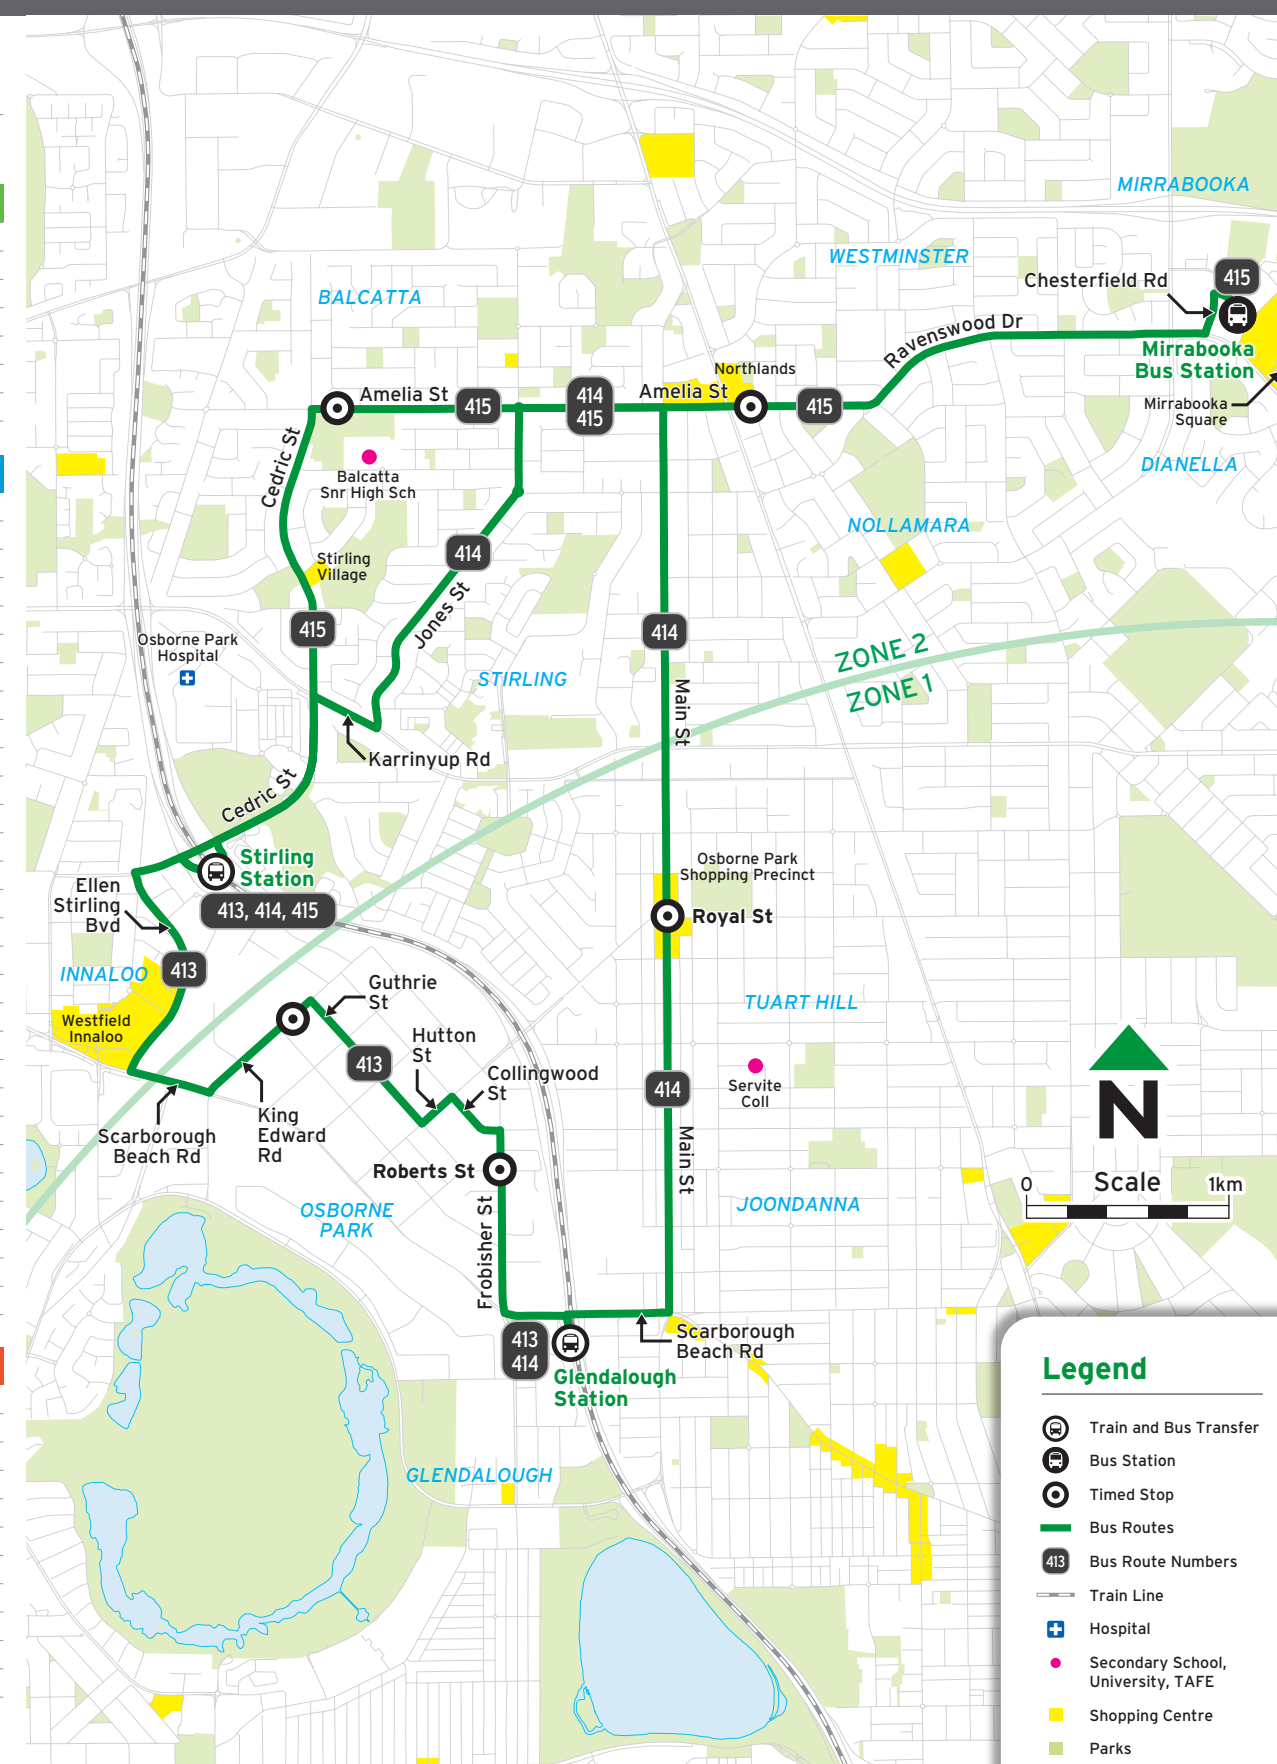 MIRRABOOKA
WESTMINSTER
415
Chesterfield Rd
BALCATTA
Ravenswood Dr
Mirrabooka
Bus Station
Northlands
Amelia St
415
414
415
Amelia St
415
Mirrabooka
Square
Cedric St
Balcatta
Snr High Sch
DIANELLA
NOLLAMARA
414
Stirling
Village
Jones St
415
414
Osborne Park
Hospital
ZONE 2
ZONE 1
STIRLING
Main St
Karrinyup Rd
Cedric St
Stirling
Station
Osborne Park
Shopping Precinct
Ellen
Stirling
Bvd
413, 414, 415
Royal St
INNALOO
413
Guthrie
St
TUART HILL
Westfield
Innaloo
Hutton
St
413
Collingwood
St
Servite
Coll
414
King
Edward
Rd
Scarborough
Beach Rd
Main St
N
Roberts St
0
Scale
1km
OSBORNE
PARK
JOONDANNA
Frobisher St
413
414
Scarborough
Beach Rd
Glendalough
Station
GLENDALOUGH
Legend
Train and Bus Transfer
Bus Station
Timed Stop
Bus Routes
413
Bus Route Numbers
Train Line
Hospital
Secondary School,
University, TAFE
Shopping Centre
Parks